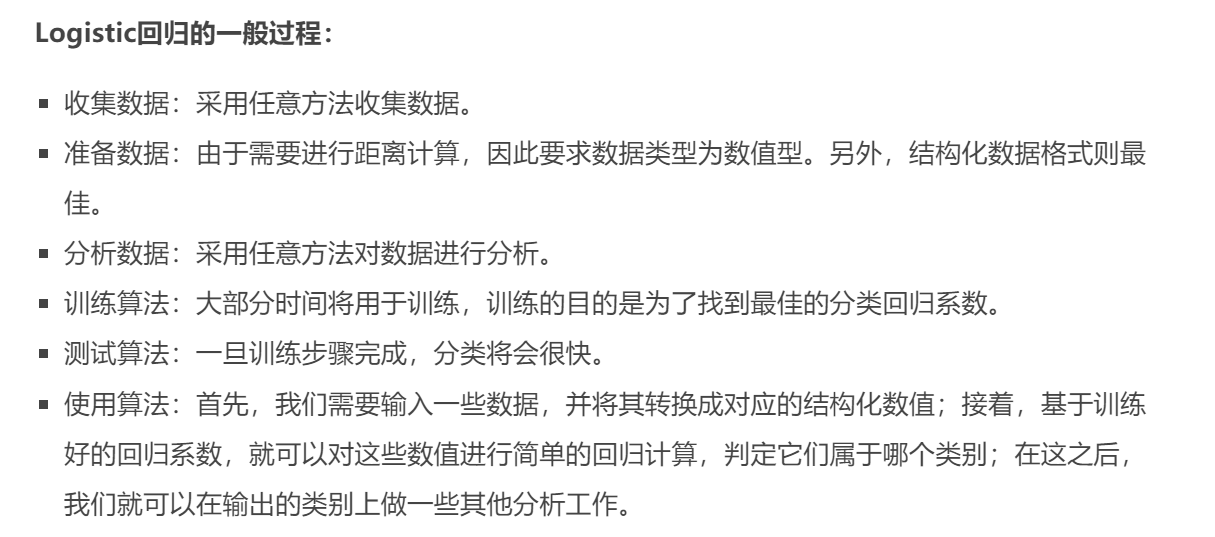 Logistic回归的一般过程：
▪ 收集数据：采用任意方法收集数据。
▪ 准备数据：由于需要进行距离计算，因此要求数据类型为数值型。另外，结构化数据格式则最
佳。
▪ 分析数据：采用任意方法对数据进行分析。
▪ 训练算法：大部分时间将用于训练，训练的目的是为了找到最佳的分类回归系数。
▪ 测试算法：一旦训练步骤完成，分类将会很快。
▪ 使用算法：首先，我们需要输入一些数据，并将其转换成对应的结构化数值；接着，基于训练
好的回归系数，就可以对这些数值进行简单的回归计算，判定它们属于哪个类别；在这之后，
我们就可以在输出的类别上做一些其他分析工作。